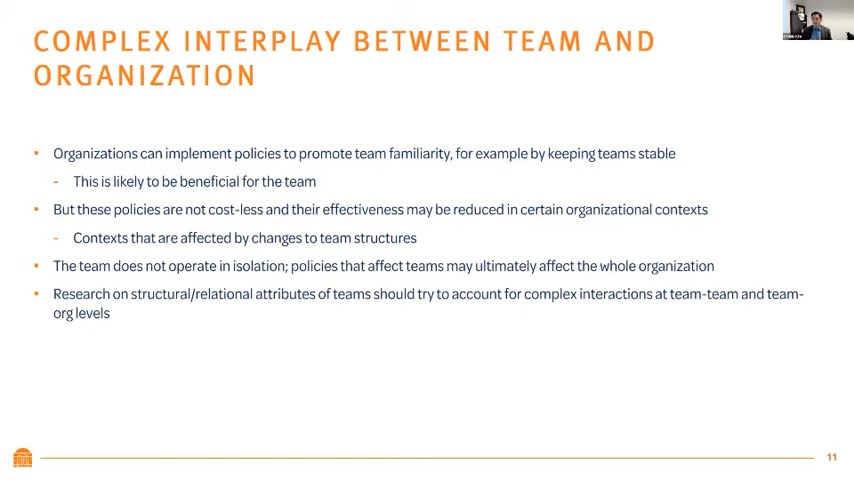 COMPLEX INTERPLAY BETWEEN TEAM AND
ORGANIZATION
• Organizations can implement policies to promote team familiarity, for example by keeping teams stable
- This is likely to be beneficial for the team
• But these policies are not cost-less and their effectiveness may be reduced in certain organizational contexts
- Contexts that are affected by changes to team structures
• The team does not operate in isolation; policies that affect teams may ultimately affect the whole organization
• Research on structural/relational attributes of teams should try to account for complex interactions at team-team and team-
org levels
11